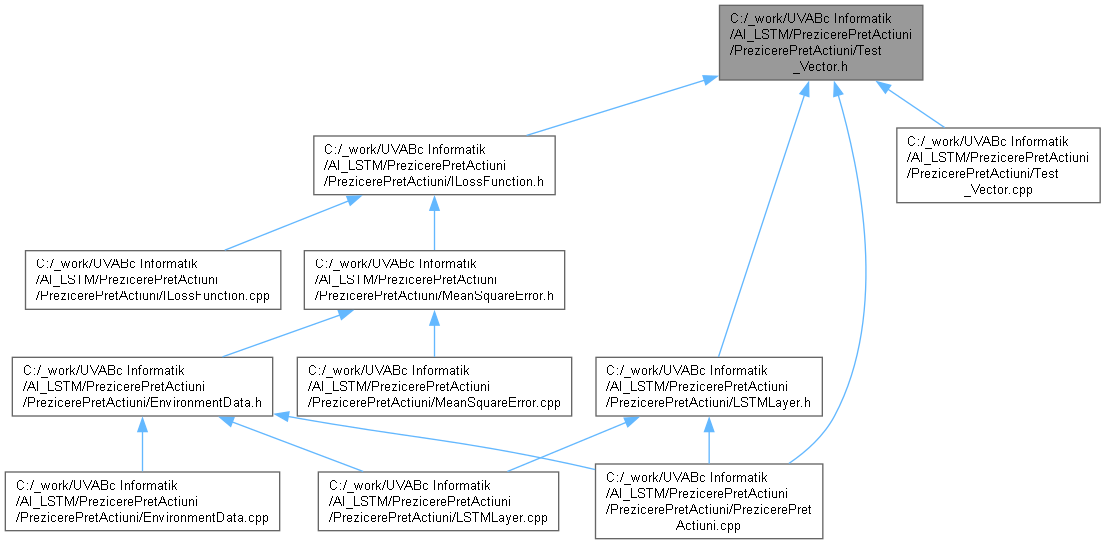 C:/_work/UVABc Informatik
/AI_LSTM/PrezicerePretActiuni
/PrezicerePretActiuni/Test
_Vector.h
C:/_work/UVABc Informatik
/AI_LSTM/PrezicerePretActiuni
/PrezicerePretActiuni/ILossFunction.h
C:/_work/UVABc Informatik
/AI_LSTM/PrezicerePretActiuni
/PrezicerePretActiuni/Test
_Vector.cpp
C:/_work/UVABc Informatik
/AI_LSTM/PrezicerePretActiuni
/PrezicerePretActiuni/ILossFunction.cpp
C:/_work/UVABc Informatik
/AI_LSTM/PrezicerePretActiuni
/PrezicerePretActiuni/MeanSquareError.h
C:/_work/UVABc Informatik
/AI_LSTM/PrezicerePretActiuni
/PrezicerePretActiuni/EnvironmentData.h
C:/_work/UVABc Informatik
/AI_LSTM/PrezicerePretActiuni
/PrezicerePretActiuni/MeanSquareError.cpp
C:/_work/UVABc Informatik
/AI_LSTM/PrezicerePretActiuni
/PrezicerePretActiuni/LSTMLayer.h
C:/_work/UVABc Informatik
/AI_LSTM/PrezicerePretActiuni
/PrezicerePretActiuni/EnvironmentData.cpp
C:/_work/UVABc Informatik
/AI_LSTM/PrezicerePretActiuni
/PrezicerePretActiuni/LSTMLayer.cpp
C:/_work/UVABc Informatik
/AI_LSTM/PrezicerePretActiuni
/PrezicerePretActiuni/PrezicerePret
Actiuni.cpp